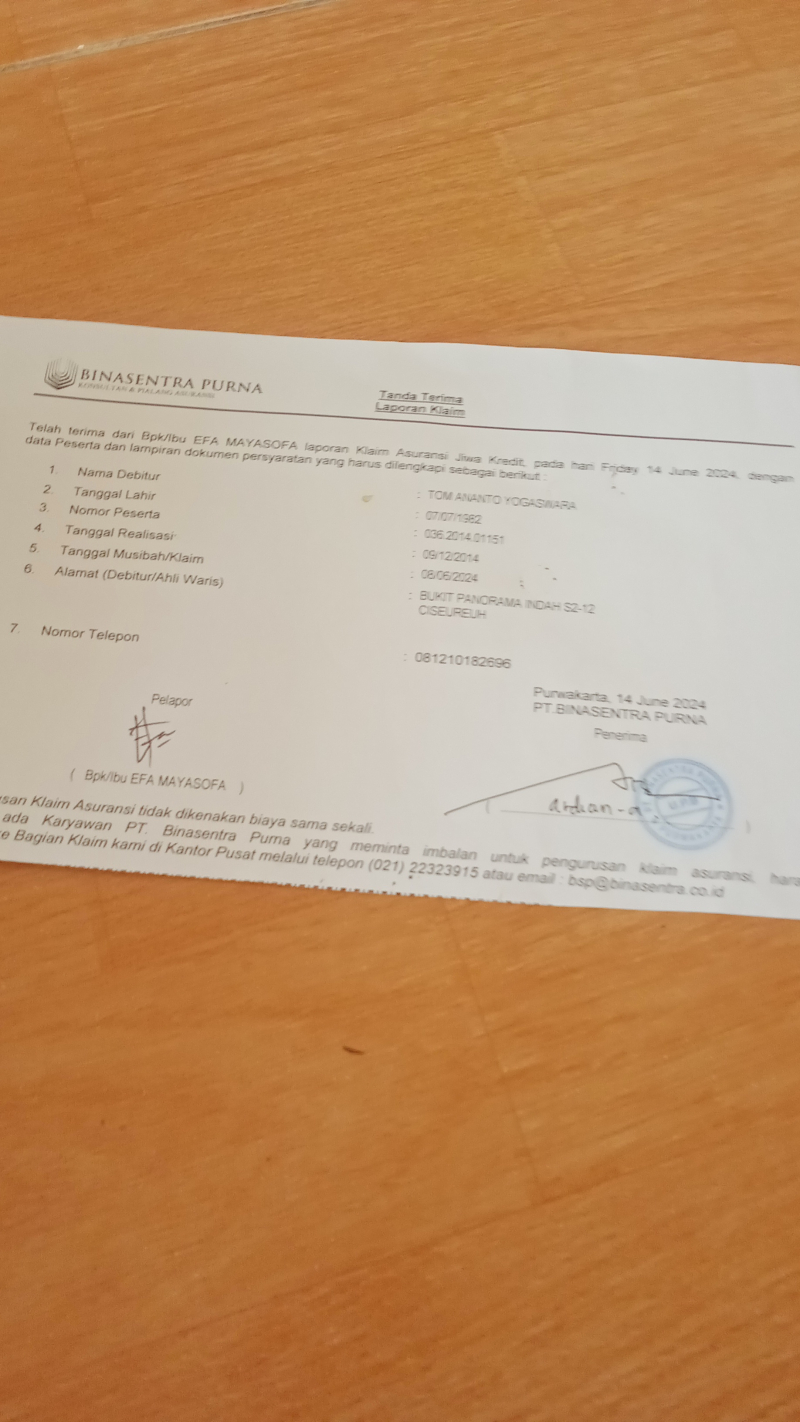 BINASENTRA PURNA
KONSULTAN & PIALANG ASURANSI
Tanda Terima
Laporan Klaim
Telah terima dari Bpk/Ibu EFA MAYASOFA laporan Klaim Asuransi Jiwa Kredit, pada hari Friday 14 June 2024, dengan
data Peserta dan lampiran dokumen persyaratan yang harus dilengkapi sebagai berikut :
1. Nama Debitur : TOM ANANTO YOGASWARA
2. Tanggal Lahir : 07/07/1982
3. Nomor Peserta : 036.2014.01151
4. Tanggal Realisasi : 09/12/2014
5. Tanggal Musibah/Klaim : 08/06/2024
6. Alamat (Debitur/Ahli Waris) : BUKIT PANORAMA INDAH S2-12
CISEUREUH
7. Nomor Telepon : 081210182696
Purwakarta, 14 June 2024
PT.BINASENTRA PURNA
Pelapor
Penerima
( Bpk/Ibu EFA MAYASOFA )
san Klaim Asuransi tidak dikenakan biaya sama sekali.
ada Karyawan PT. Binasentra Purna yang meminta imbalan untuk pengurusan klaim asuransi, hara
e Bagian Klaim kami di Kantor Pusat melalui telepon (021) 22323915 atau email : bsp@binasentra.co.id